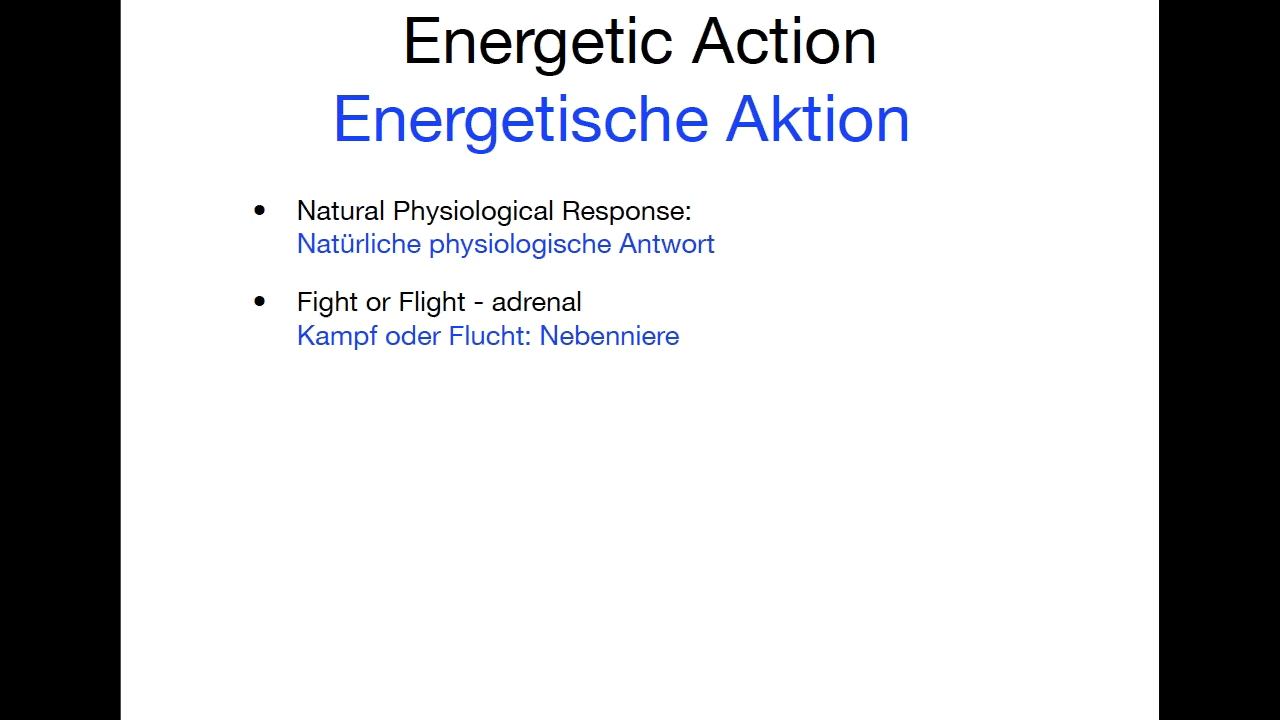 Energetic Action
Energetische Aktion
• Natural Physiological Response:
Natürliche physiologische Antwort
• Fight or Flight - adrenal
Kampf oder Flucht: Nebenniere